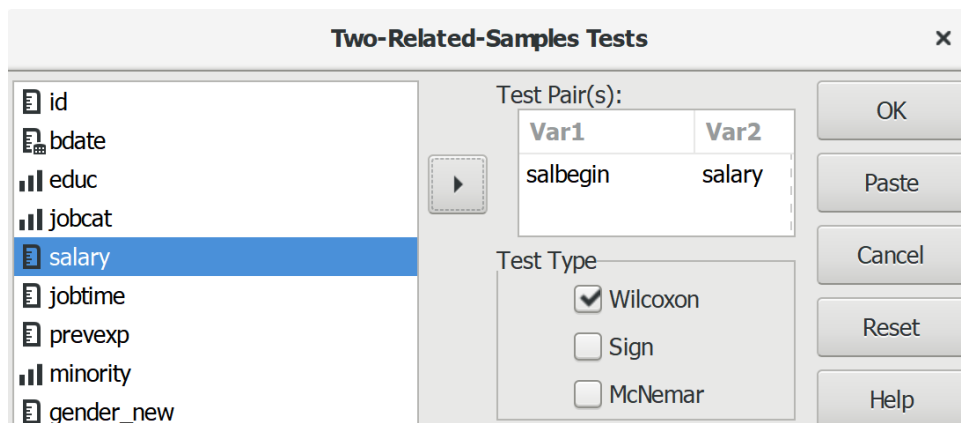 Two-Related-Samples Tests
×
id
bdate
educ
jobcat
salary
jobtime
prevexp
minority
gender_new
Test Pair(s):
Var1 Var2
salbegin salary
Test Type
Wilcoxon
Sign
McNemar
OK
Paste
Cancel
Reset
Help